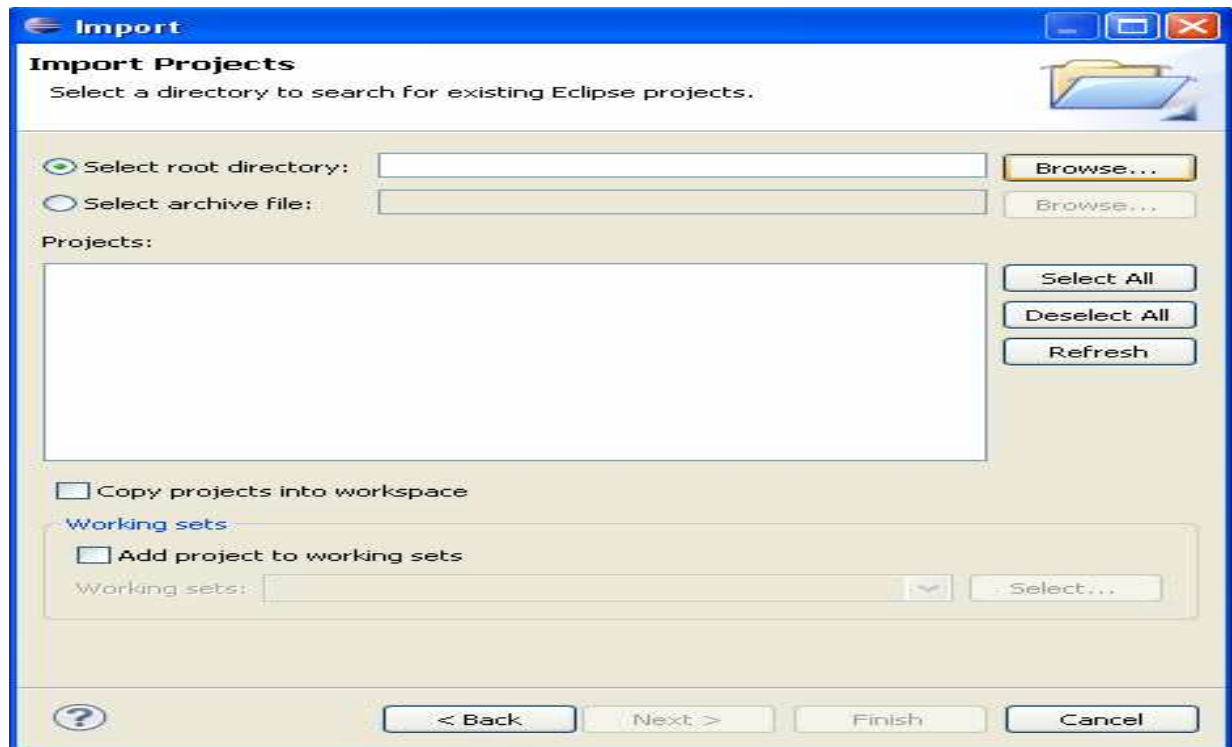 Import
Import Projects
Select a directory to search for existing Eclipse projects.
Select root directory:
Browse...
Select archive file:
Browse...
Projects:
Select All
Deselect All
Refresh
Copy projects into workspace
Working sets
Add project to working sets
Working sets:
Select...
?
< Back
Next >
Finish
Cancel